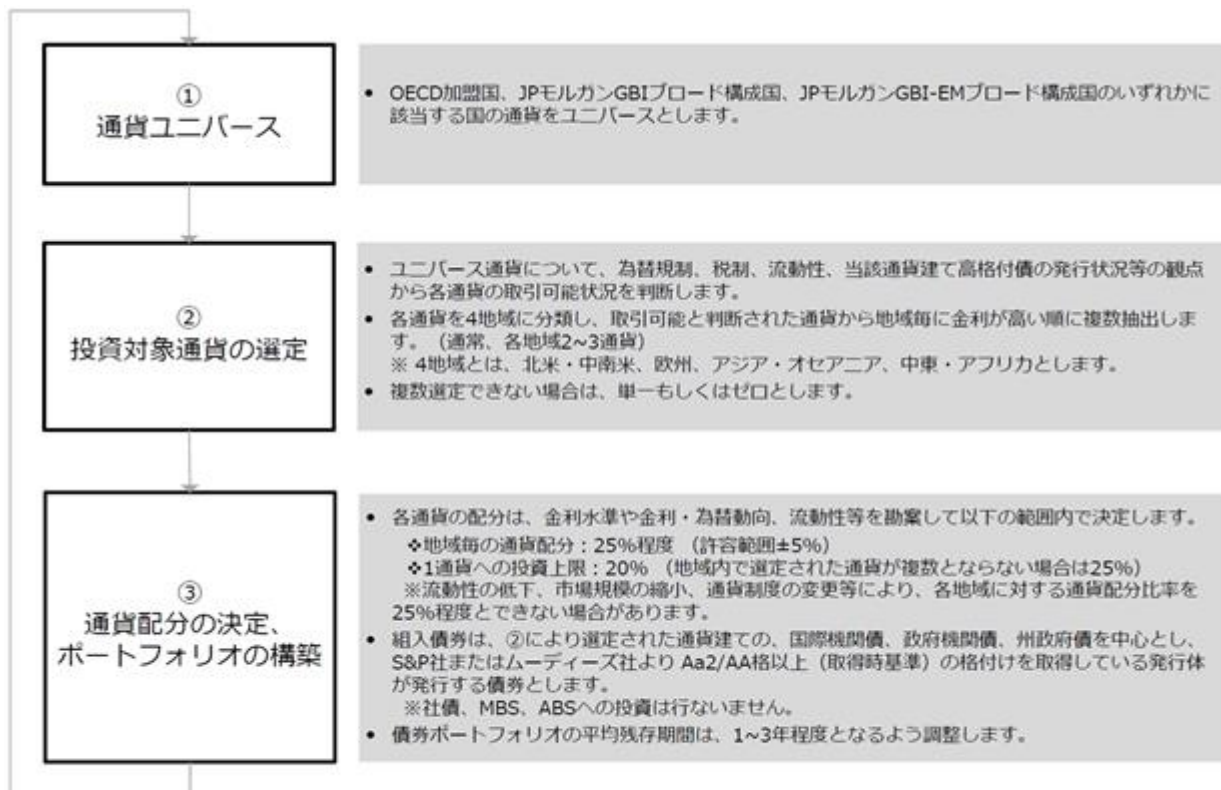 ①
通貨ユニバース
• OECD加盟国、JPモルガンGBIブロード構成国、JPモルガンGBI-EMブロード構成国のいずれかに
該当する国の通貨をユニバースとします。
②
投資対象通貨の選定
• ユニバース通貨について、為替規制、税制、流動性、当該通貨建て高格付債の発行状況等の観点
から各通貨の取引可能状況を判断します。
• 各通貨を4地域に分類し、取引可能と判断された通貨から地域毎に金利が高い順に複数抽出しま
す。（通常、各地域2~3通貨）
※ 4地域とは、北米・中南米、欧州、アジア・オセアニア、中東・アフリカとします。
• 複数選定できない場合は、単一もしくはゼロとします。
③
通貨配分の決定、
ポートフォリオの構築
• 各通貨の配分は、金利水準や金利・為替動向、流動性等を勘案して以下の範囲内で決定します。
❖地域毎の通貨配分：25%程度 （許容範囲±5%）
❖1通貨への投資上限：20% （地域内で選定された通貨が複数とならない場合は25%）
※流動性の低下、市場規模の縮小、通貨制度の変更等により、各地域に対する通貨配分比率を
25%程度とできない場合があります。
• 組入債券は、②により選定された通貨建ての、国際機関債、政府機関債、州政府債を中心とし、
S&P社またはムーディーズ社より Aa2/AA格以上（取得時基準）の格付けを取得している発行体
が発行する債券とします。
※社債、MBS、ABSへの投資は行ないません。
• 債券ポートフォリオの平均残存期間は、1~3年程度となるよう調整します。